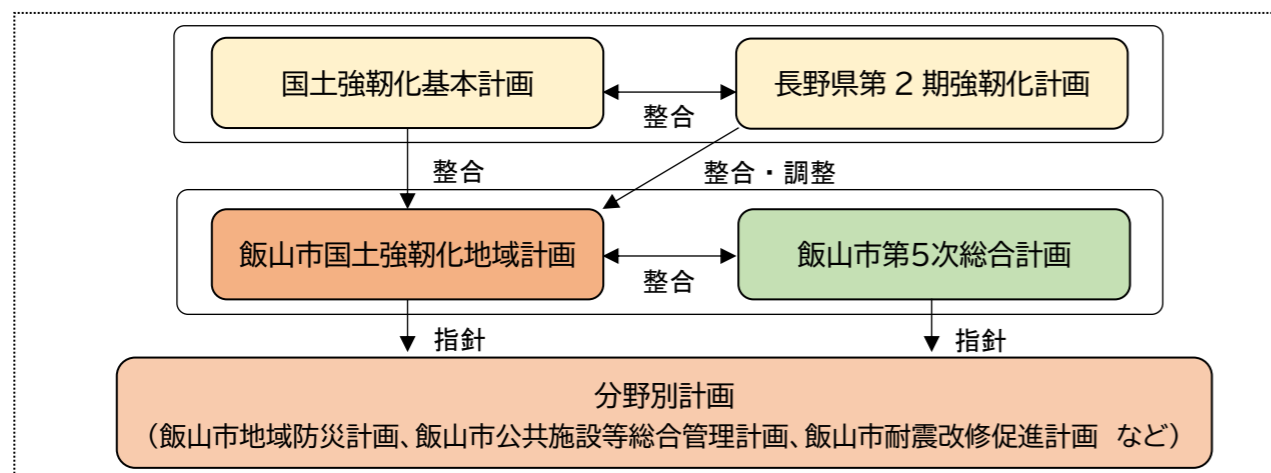 国土強靭化基本計画
長野県第2期強靭化計画
整合
整合
整合・調整
飯山市国土強靭化地域計画
飯山市第5次総合計画
整合
指針
指針
分野別計画
（飯山市地域防災計画、飯山市公共施設等総合管理計画、飯山市耐震改修促進計画 など）